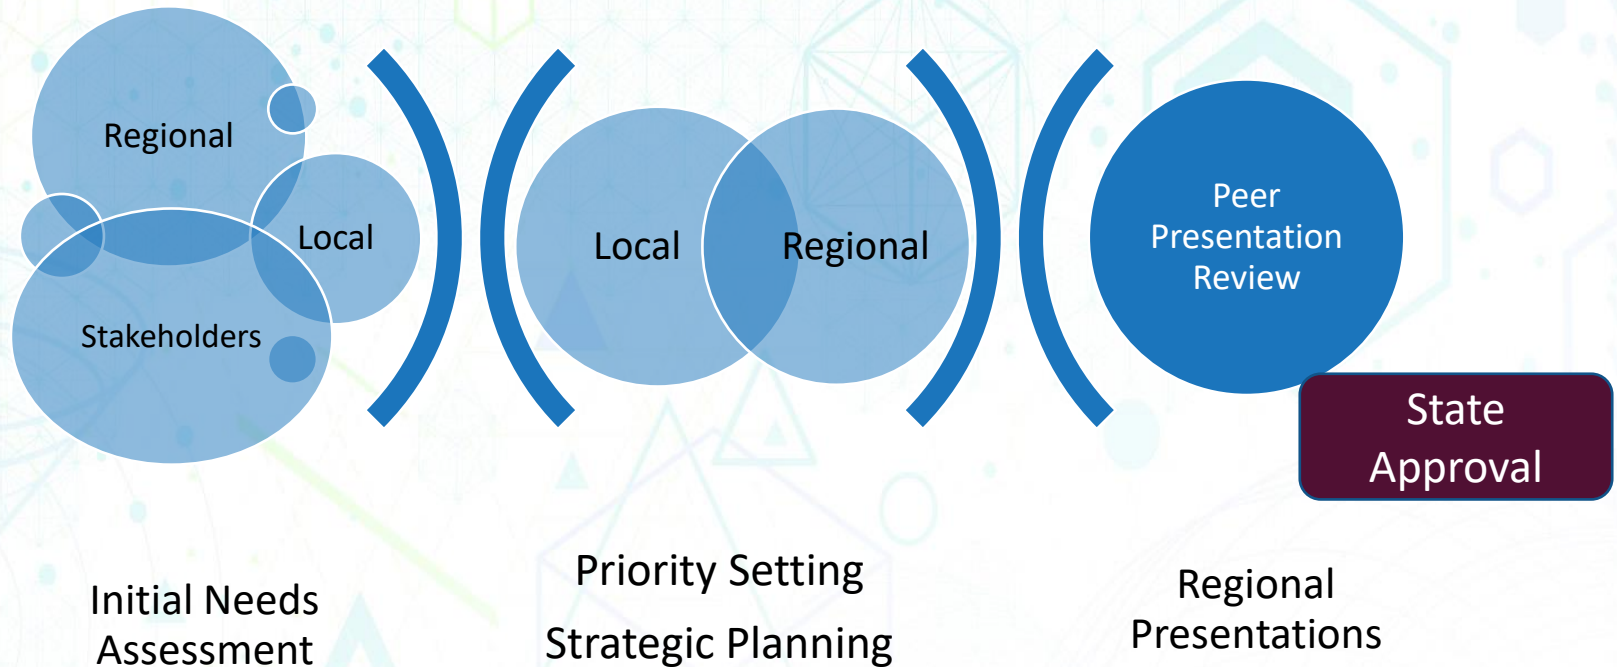 Regional
Local
Stakeholders
Initial Needs
Assessment
Local
Regional
Priority Setting
Strategic Planning
Peer
Presentation
Review
State
Approval
Regional
Presentations